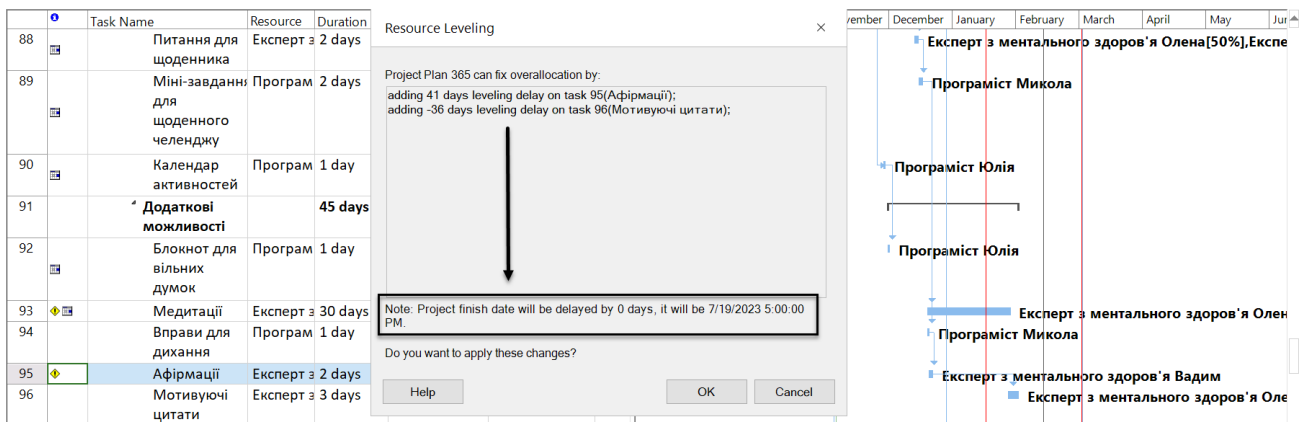 Task Name Resource Duration
88 Питання для Експерт з 2 days
щоденника
89 Міні-завдання Програм 2 days
для
щоденного
челенджу
90 Календар Програм 1 day
активностей
91 Додаткові 45 days
можливості
92 Блокнот для Програм 1 day
вільних
думок
93 Медитації Експерт з 30 days
94 Вправи для Програм 1 day
дихання
95 Афірмації Експерт з 2 days
96 Мотивуючі Експерт з 3 days
цитати
Resource Leveling
Project Plan 365 can fix overallocation by:
adding 41 days leveling delay on task 95(Афірмації);
adding -36 days leveling delay on task 96(Мотивуючі цитати);
Note: Project finish date will be delayed by 0 days, it will be 7/19/2023 5:00:00
PM.
Do you want to apply these changes?
Help OK Cancel
vember December January February March April May Jur
Експерт з ментального здоров'я Олена[50%],Експе
Програміст Микола
Програміст Юлія
Програміст Юлія
Експерт з ментального здоров'я Олен
Програміст Микола
Експерт з ментального здоров'я Вадим
Експерт з ментального здоров'я Оле